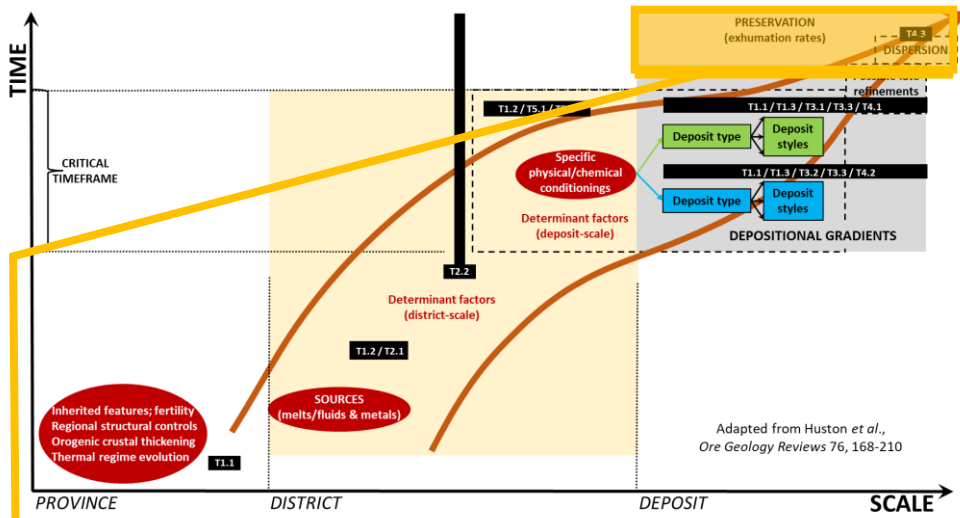 TIME
PRESERVATION
(exhumation rates)
T4.3
DISPERSION
refinements
T1.2 / T5.1 /
T1.1 / T1.3 / T3.1 / T3.3 / T4.1
Deposit type
Deposit
styles
CRITICAL
TIMEFRAME
Specific
physical/chemical
conditionings
T1.1 / T1.3 / T3.2 / T3.3 / T4.2
Deposit type
Deposit
styles
Determinant factors
(deposit-scale)
DEPOSITIONAL GRADIENTS
T2.2
Determinant factors
(district-scale)
T1.2 / T2.1
SOURCES
(melts/fluids & metals)
Inherited features; fertility
Regional structural controls
Orogenic crustal thickening
Thermal regime evolution
T1.1
Adapted from Huston et al.,
Ore Geology Reviews 76, 168-210
PROVINCE
DISTRICT
DEPOSIT
SCALE